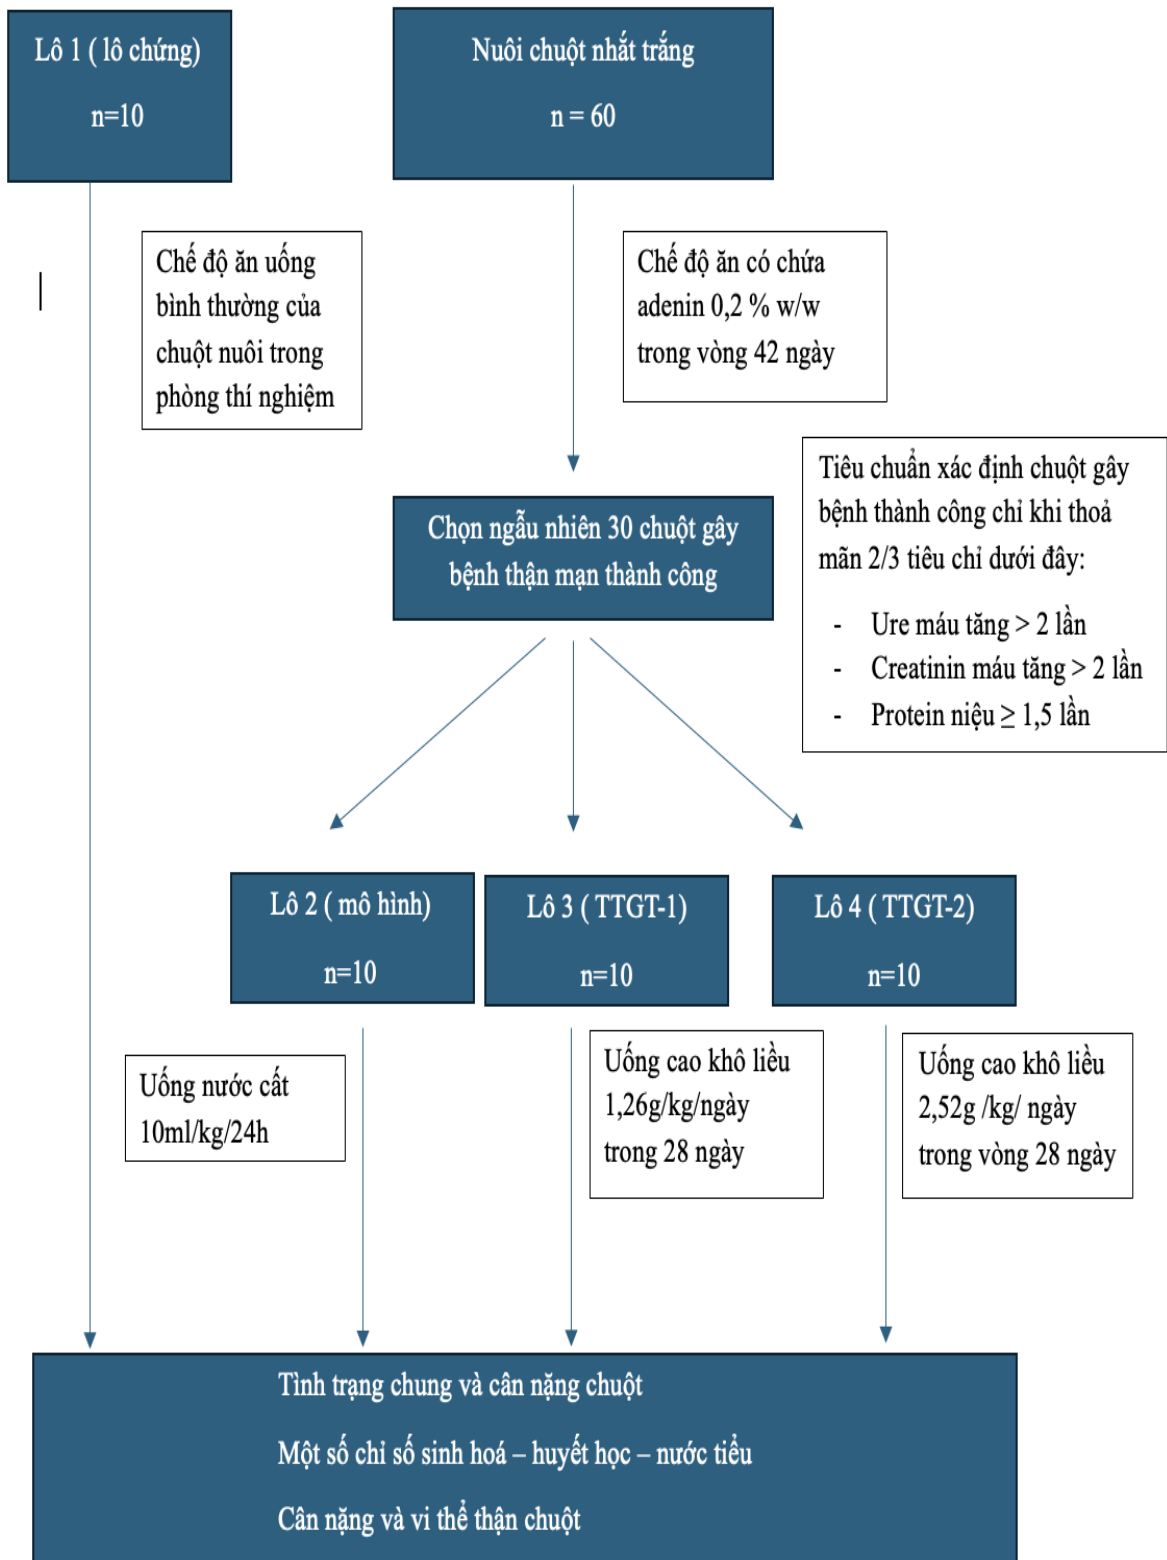 Lô 1 ( lô chứng)
n=10
Nuôi chuột nhắt trắng
n = 60
Chế độ ăn uống
bình thường của
chuột nuôi trong
phòng thí nghiệm
Chế độ ăn có chứa
adenin 0,2 % w/w
trong vòng 42 ngày
Chọn ngẫu nhiên 30 chuột gây
bệnh thận mạn thành công
Tiêu chuẩn xác định chuột gây
bệnh thành công chỉ khi thoả
mãn 2/3 tiêu chỉ dưới đây:
- Ure máu tăng > 2 lần
- Creatinin máu tăng > 2 lần
- Protein niệu ≥ 1,5 lần
Lô 2 ( mô hình)
n=10
Lô 3 ( TTGT-1)
n=10
Lô 4 ( TTGT-2)
n=10
Uống nước cất
10ml/kg/24h
Uống cao khô liều
1,26g/kg/ngày
trong 28 ngày
Uống cao khô liều
2,52g /kg/ ngày
trong vòng 28 ngày
Tình trạng chung và cân nặng chuột
Một số chỉ số sinh hoá – huyết học – nước tiểu
Cân nặng và vi thể thận chuột